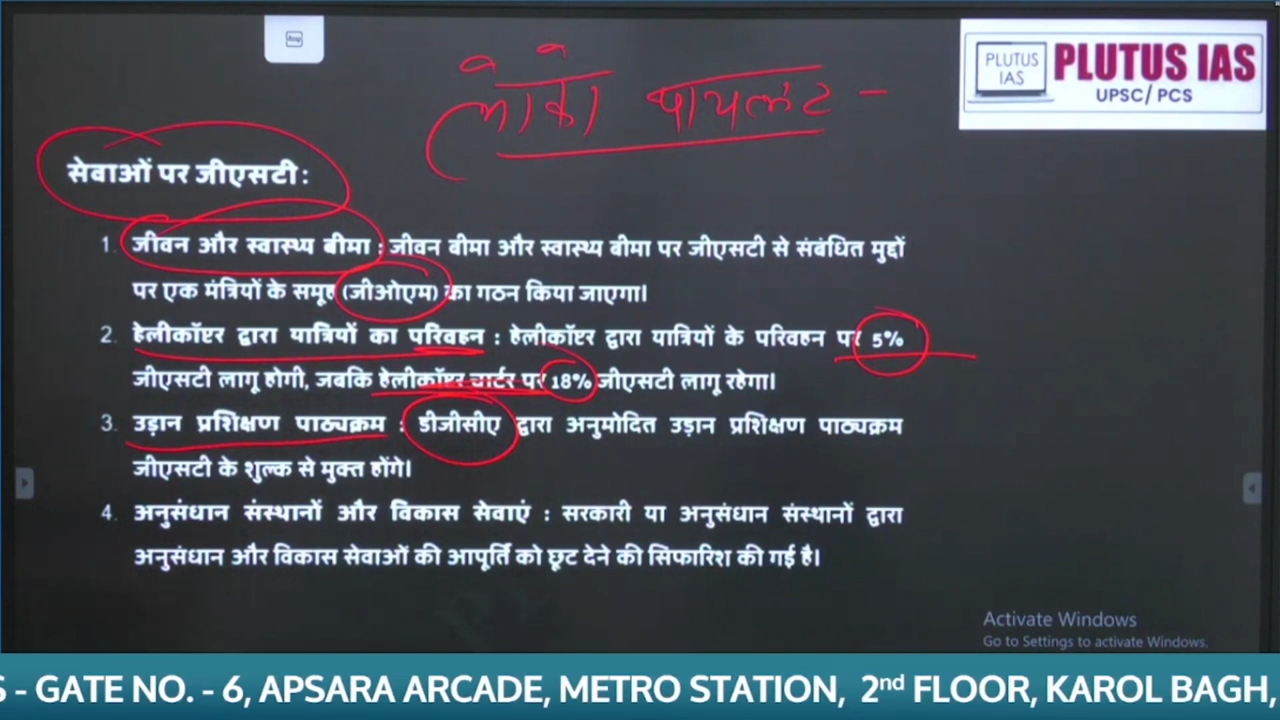 लोको पायलट -
PLUTUS IAS
PLUTUS IAS
UPSC/ PCS
सेवाओं पर जीएसटी :
1. जीवन और स्वास्थ्य बीमा : जीवन बीमा और स्वास्थ्य बीमा पर जीएसटी से संबंधित मुद्दों
पर एक मंत्रियों के समूह (जीओएम) का गठन किया जाएगा।
2. हेलीकॉप्टर द्वारा यात्रियों का परिवहन : हेलीकॉप्टर द्वारा यात्रियों के परिवहन पर 5%
जीएसटी लागू होगी, जबकि हेलीकॉप्टर चार्टर पर 18% जीएसटी लागू रहेगा।
3. उड़ान प्रशिक्षण पाठ्यक्रम : डीजीसीए द्वारा अनुमोदित उड़ान प्रशिक्षण पाठ्यक्रम
जीएसटी के शुल्क से मुक्त होंगे।
4. अनुसंधान संस्थानों और विकास सेवाएं : सरकारी या अनुसंधान संस्थानों द्वारा
अनुसंधान और विकास सेवाओं की आपूर्ति को छूट देने की सिफारिश की गई है।
Activate Windows
Go to Settings to activate Windows.
S - GATE NO. - 6, APSARA ARCADE, METRO STATION, 2nd FLOOR, KAROL BAGH,